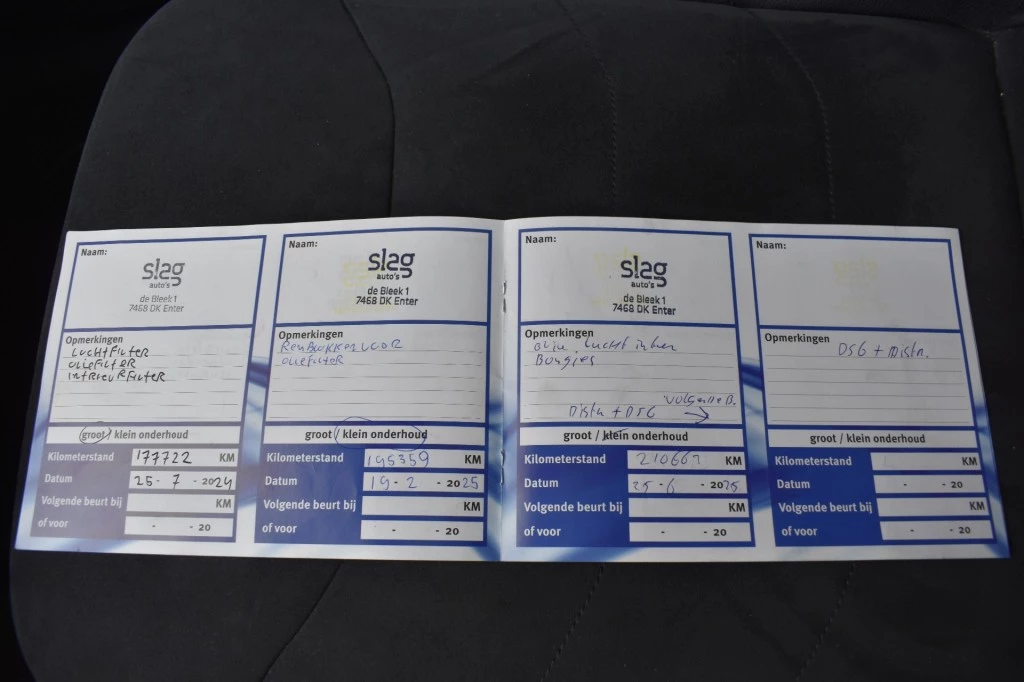 Naam:
slag
auto's
de Bleek 1
7468 DK Enter
Opmerkingen
LuchtFiLter
oLieFiLter
InterieurFiLter
groot / klein onderhoud
Kilometerstand 177722 KM
Datum 25 - 7 - 2024
Volgende beurt bij KM
of voor - - 20
Naam:
slag
auto's
de Bleek 1
7468 DK Enter
Opmerkingen
RemBLokken voor
oLieFiLter
groot / klein onderhoud
Kilometerstand 195359 KM
Datum 19 - 2 - 2025
Volgende beurt bij KM
of voor - - 20
Naam:
slag
auto's
de Bleek 1
7468 DK Enter
Opmerkingen
olie Lucht
Bougies
volgende B.
Distr + DSG →
groot / klein onderhoud
Kilometerstand 210667 KM
Datum 25 - 6 - 2025
Volgende beurt bij KM
of voor - - 20
Naam:
Opmerkingen
DSG + Distr.
groot / klein onderhoud
Kilometerstand KM
Datum - - 20
Volgende beurt bij KM
of voor - - 20